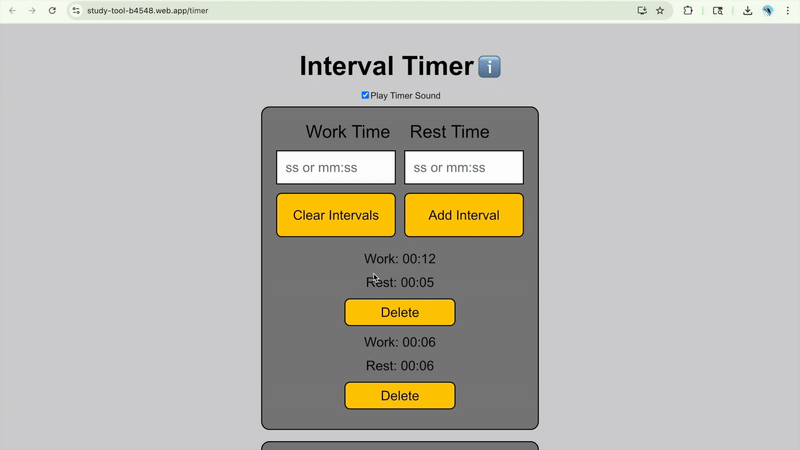 study-tool-b4548.web.app/timer
Interval Timer ℹ️
Play Timer Sound
Work Time Rest Time
ss or mm:ss ss or mm:ss
Clear Intervals Add Interval
Work: 00:12
Rest: 00:05
Delete
Work: 00:06
Rest: 00:06
Delete